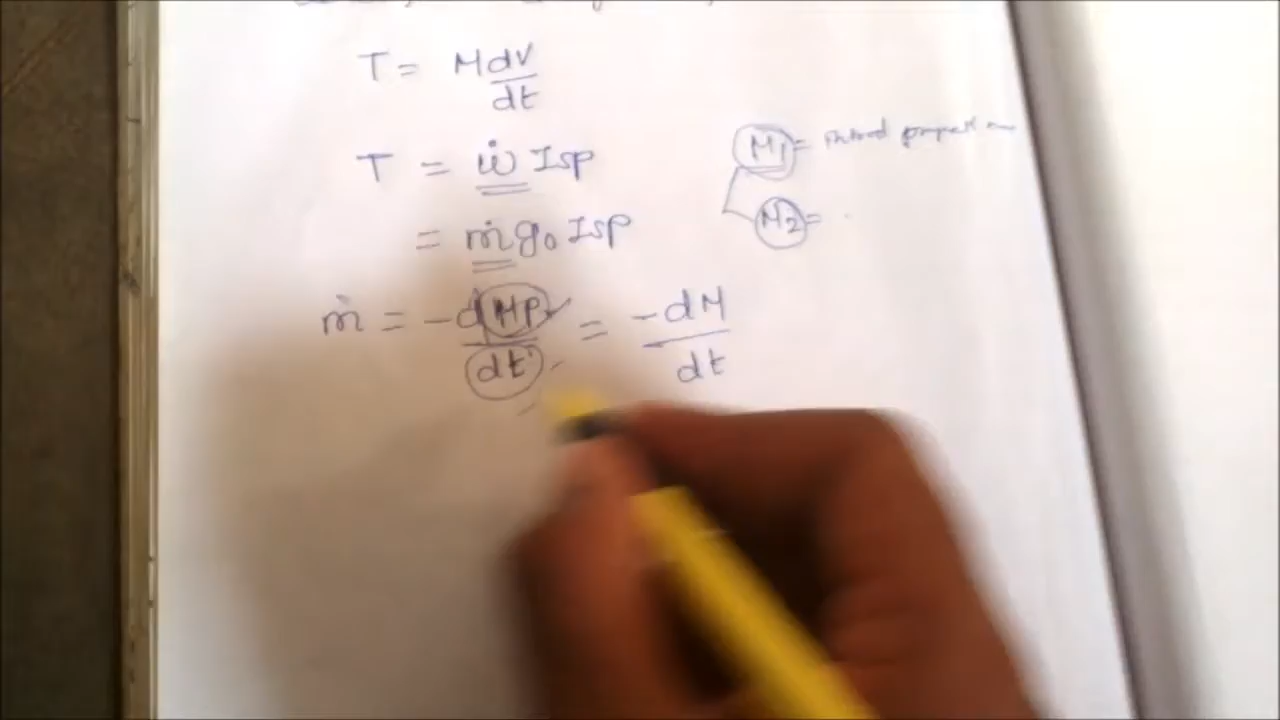 T = M dV/dt
T = ẇ Isp
M1 =
= ṁ g0 Isp
M2 =
ṁ = -dMp/dt = -dM/dt